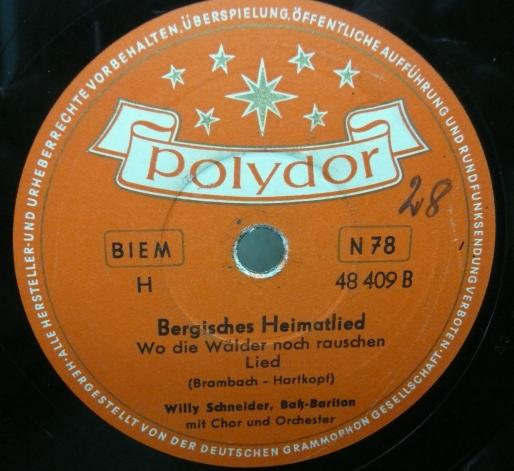 ALLE HERSTELLER- UND URHEBERRECHTE VORBEHALTEN. ÜBERSPIELUNG, ÖFFENTLICHE AUFFÜHRUNG UND RUNDFUNKSENDUNG VERBOTEN.
Polydor
28
BIEM
N 78
H
48 409 B
Bergisches Heimatlied
Wo die Wälder noch rauschen
Lied
(Brambach - Hartkopf)
Willy Schneider, Baß-Bariton
mit Chor und Orchester
HERGESTELLT VON DER DEUTSCHEN GRAMMOPHON GESELLSCHAFT